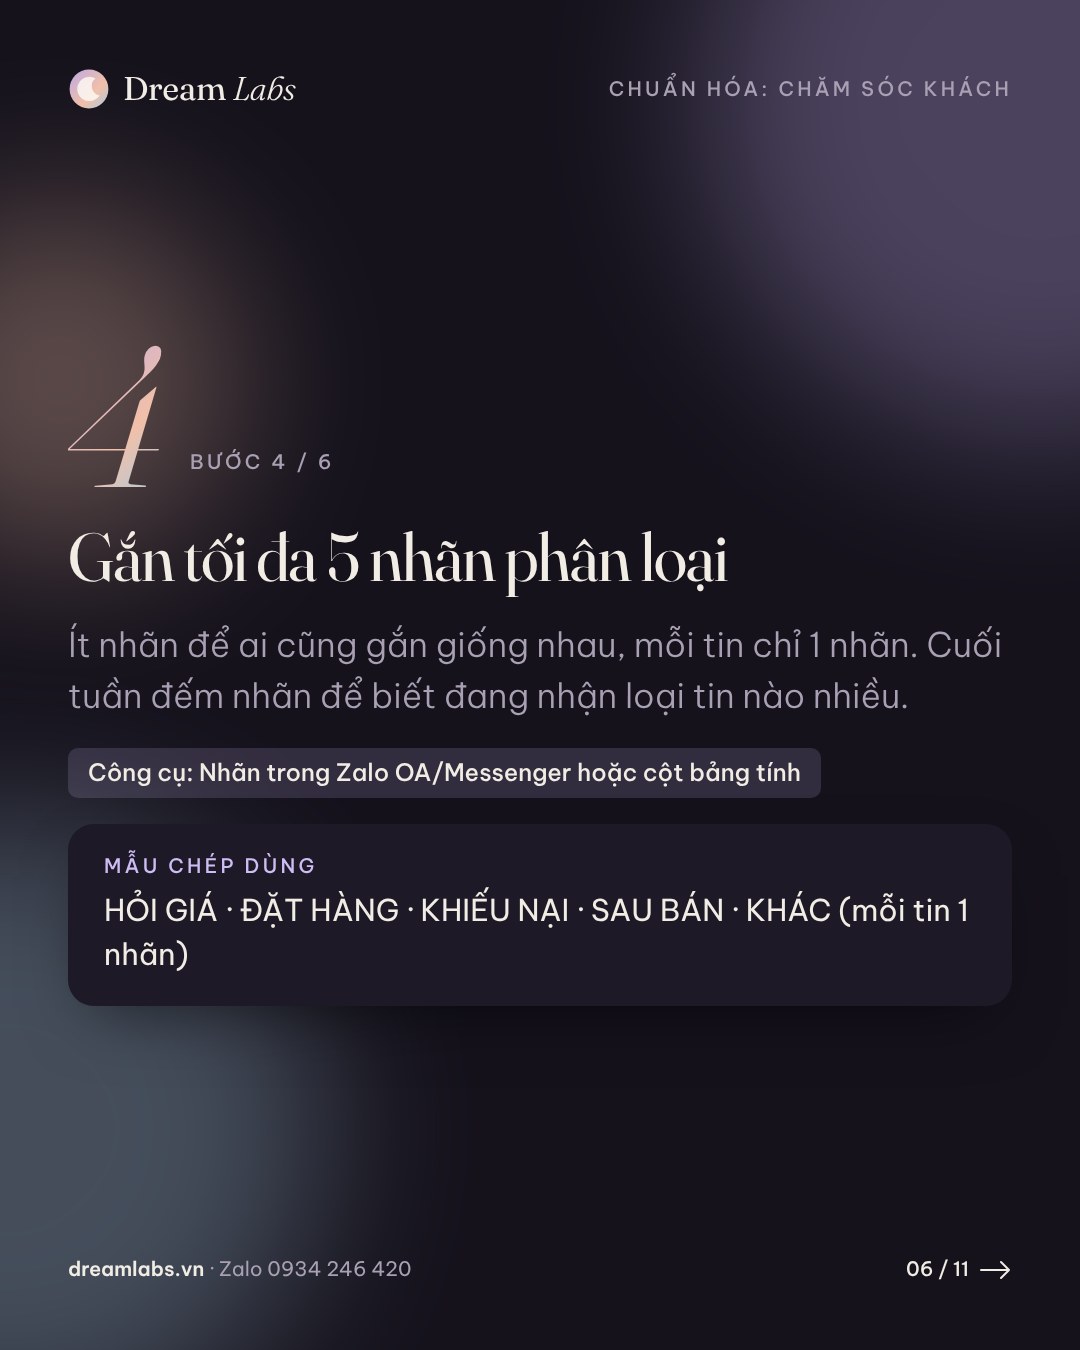 Dream Labs
CHUẨN HÓA: CHĂM SÓC KHÁCH
4
BƯỚC 4 / 6
Gắn tối đa 5 nhãn phân loại
Ít nhãn để ai cũng gắn giống nhau, mỗi tin chỉ 1 nhãn. Cuối
tuần đếm nhãn để biết đang nhận loại tin nào nhiều.
Công cụ: Nhãn trong Zalo OA/Messenger hoặc cột bảng tính
MẪU CHÉP DÙNG
HỎI GIÁ · ĐẶT HÀNG · KHIẾU NẠI · SAU BÁN · KHÁC (mỗi tin 1
nhãn)
dreamlabs.vn · Zalo 0934 246 420
06 / 11 →